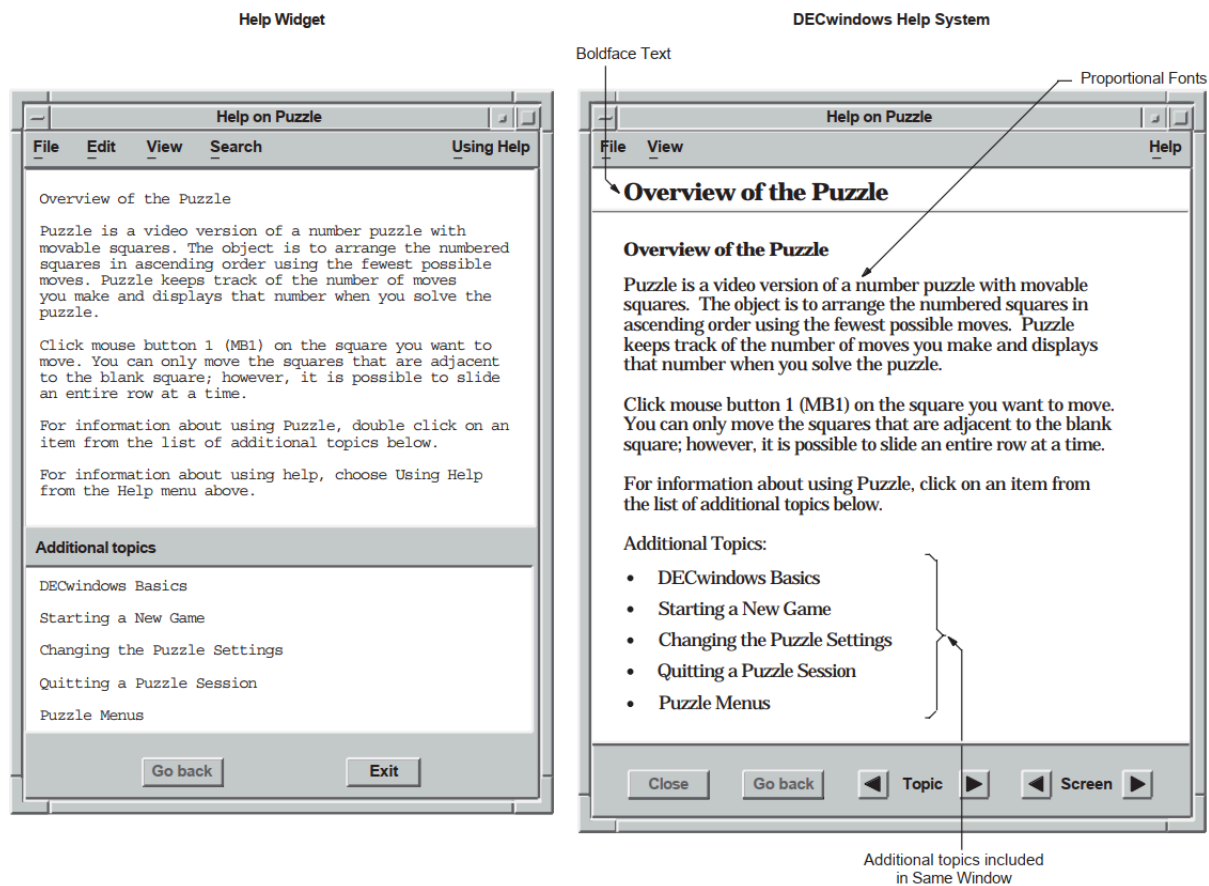 Help Widget
DECwindows Help System
Boldface Text
Proportional Fonts
Help on Puzzle
File Edit View Search Using Help
Overview of the Puzzle
Puzzle is a video version of a number puzzle with
movable squares. The object is to arrange the numbered
squares in ascending order using the fewest possible
moves. Puzzle keeps track of the number of moves
you make and displays that number when you solve the
puzzle.
Click mouse button 1 (MB1) on the square you want to
move. You can only move the squares that are adjacent
to the blank square; however, it is possible to slide
an entire row at a time.
For information about using Puzzle, double click on an
item from the list of additional topics below.
For information about using help, choose Using Help
from the Help menu above.
Additional topics
DECwindows Basics
Starting a New Game
Changing the Puzzle Settings
Quitting a Puzzle Session
Puzzle Menus
Go back Exit
Help on Puzzle
File View Help
Overview of the Puzzle
Overview of the Puzzle
Puzzle is a video version of a number puzzle with movable
squares. The object is to arrange the numbered squares in
ascending order using the fewest possible moves. Puzzle
keeps track of the number of moves you make and displays
that number when you solve the puzzle.
Click mouse button 1 (MB1) on the square you want to move.
You can only move the squares that are adjacent to the blank
square; however, it is possible to slide an entire row at a time.
For information about using Puzzle, click on an item from
the list of additional topics below.
Additional Topics:
• DECwindows Basics
• Starting a New Game
• Changing the Puzzle Settings
• Quitting a Puzzle Session
• Puzzle Menus
Close Go back Topic Screen
Additional topics included
in Same Window